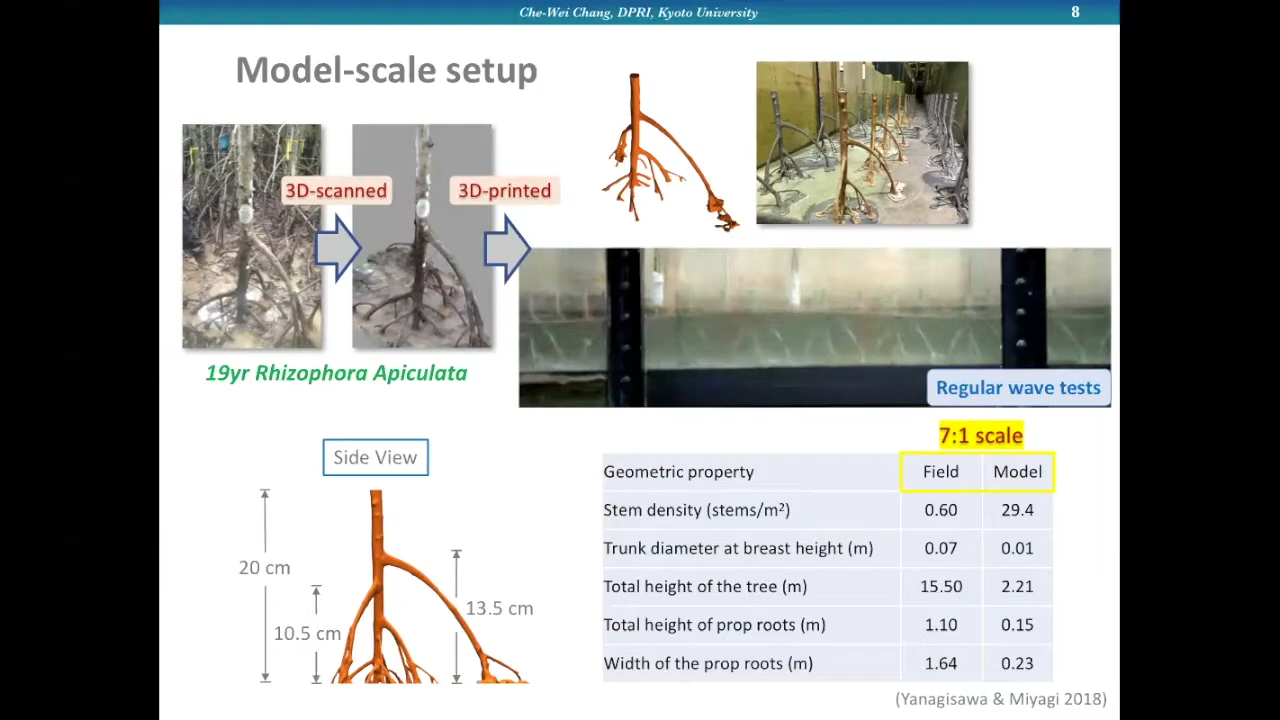 Che-Wei Chang, DPRI, Kyoto University 8
Model-scale setup
3D-scanned
3D-printed
19yr Rhizophora Apiculata
Regular wave tests
Side View
20 cm
10.5 cm
13.5 cm
7:1 scale
Geometric property Field Model
Stem density (stems/m²) 0.60 29.4
Trunk diameter at breast height (m) 0.07 0.01
Total height of the tree (m) 15.50 2.21
Total height of prop roots (m) 1.10 0.15
Width of the prop roots (m) 1.64 0.23
(Yanagisawa & Miyagi 2018)